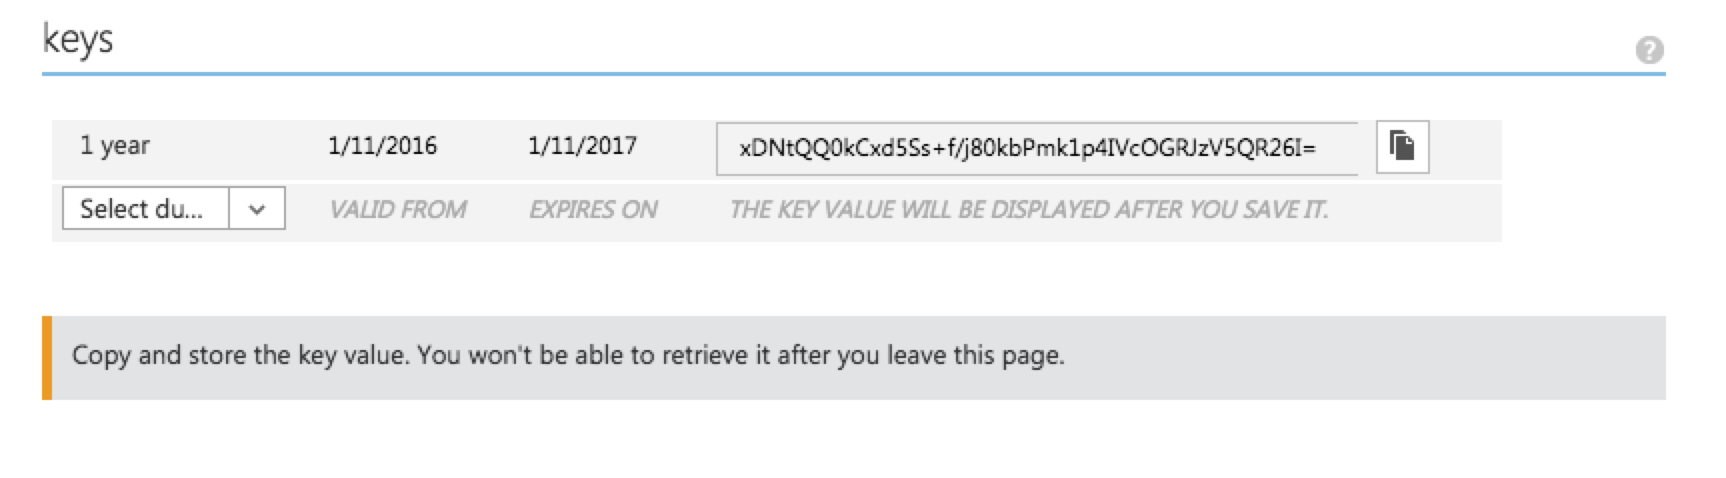 keys
?
1 year 1/11/2016 1/11/2017 xDNtQQ0kCxd5Ss+f/j80kbPmk1p4IVcOGRJzV5QR26I=
Select du... VALID FROM EXPIRES ON THE KEY VALUE WILL BE DISPLAYED AFTER YOU SAVE IT.
Copy and store the key value. You won't be able to retrieve it after you leave this page.